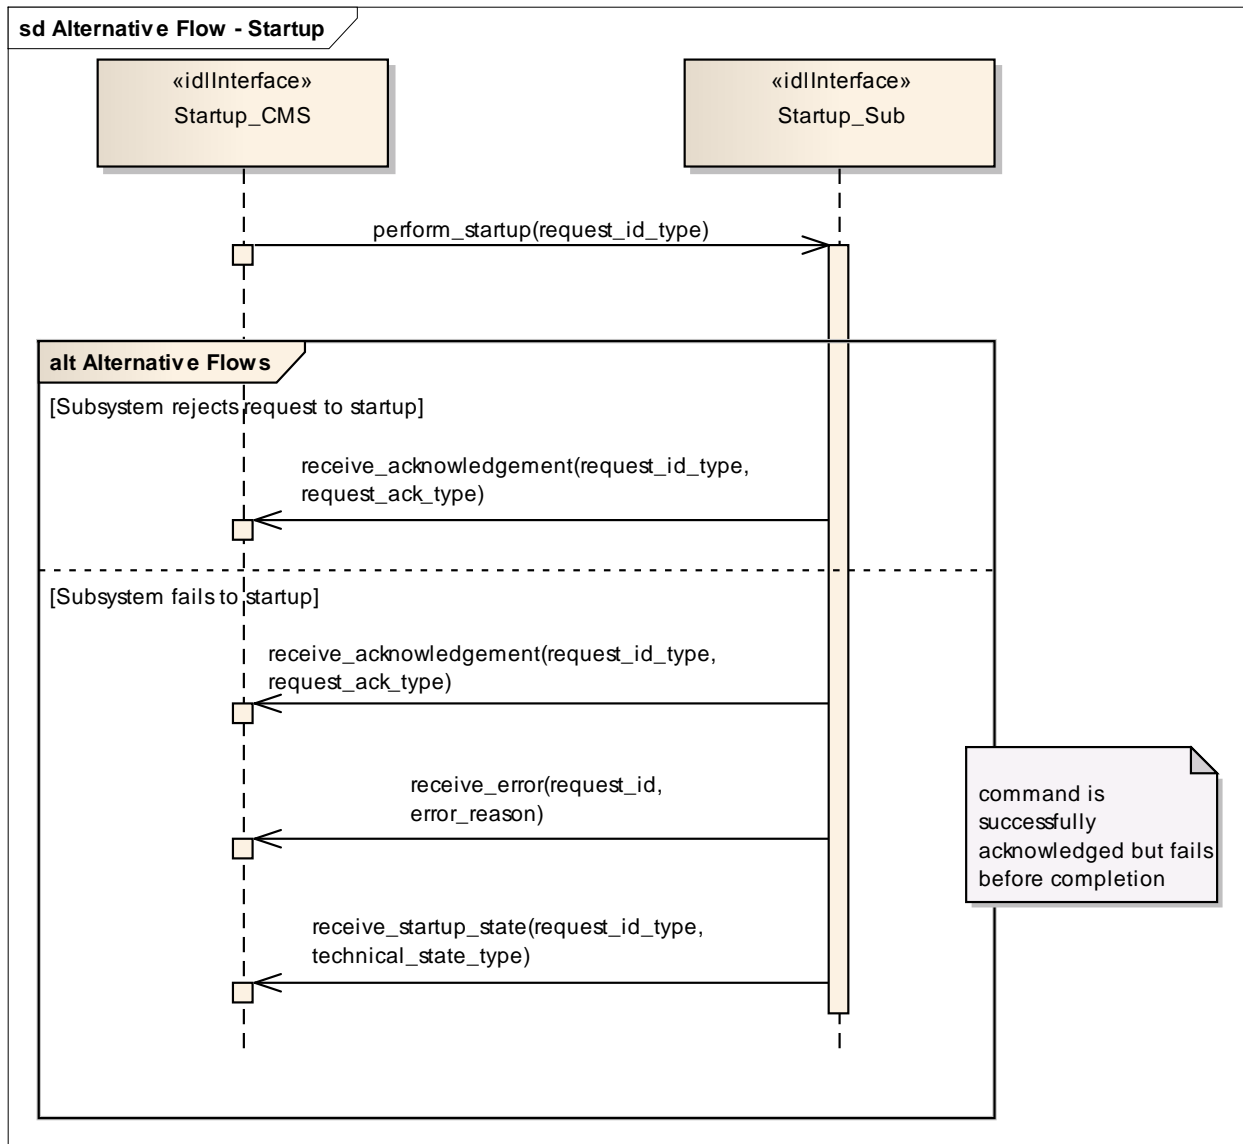 sd Alternative Flow - Startup
«idlInterface»
Startup_CMS
«idlInterface»
Startup_Sub
perform_startup(request_id_type)
alt Alternative Flows
[Subsystem rejects request to startup]
receive_acknowledgement(request_id_type,
request_ack_type)
[Subsystem fails to startup]
receive_acknowledgement(request_id_type,
request_ack_type)
receive_error(request_id,
error_reason)
command is
successfully
acknowledged but fails
before completion
receive_startup_state(request_id_type,
technical_state_type)